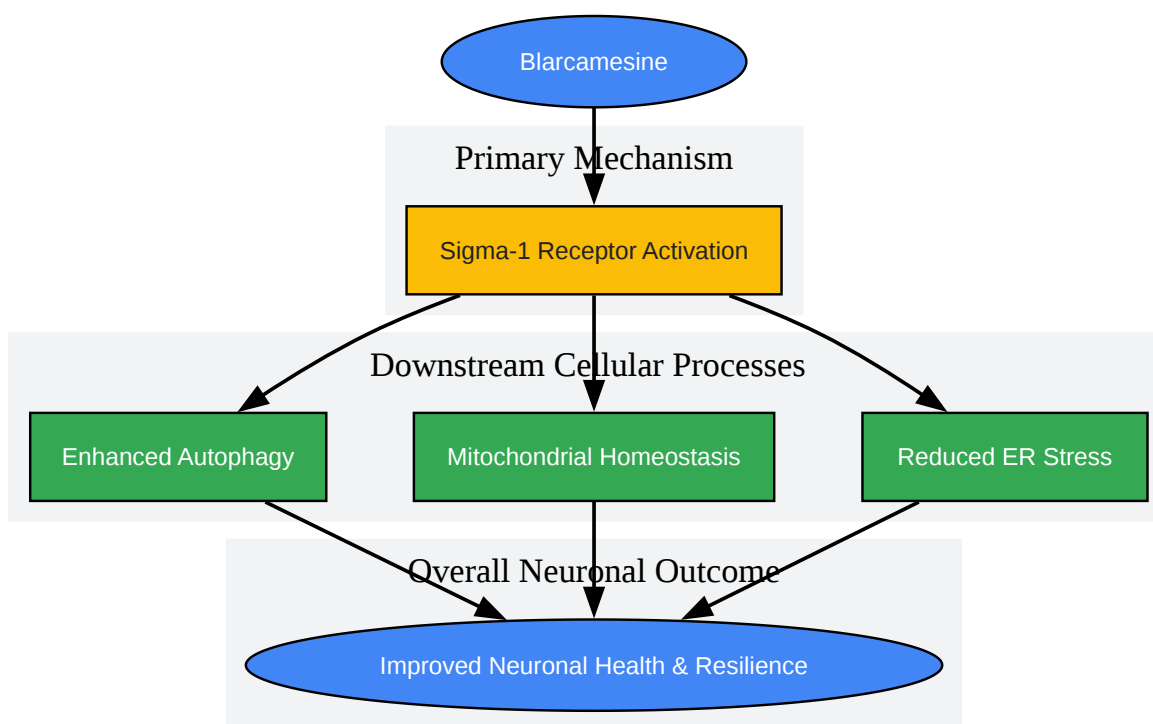 Blarcamesine
Primary Mechanism
Sigma-1 Receptor Activation
Downstream Cellular Processes
Enhanced Autophagy
Mitochondrial Homeostasis
Reduced ER Stress
Overall Neuronal Outcome
Improved Neuronal Health & Resilience